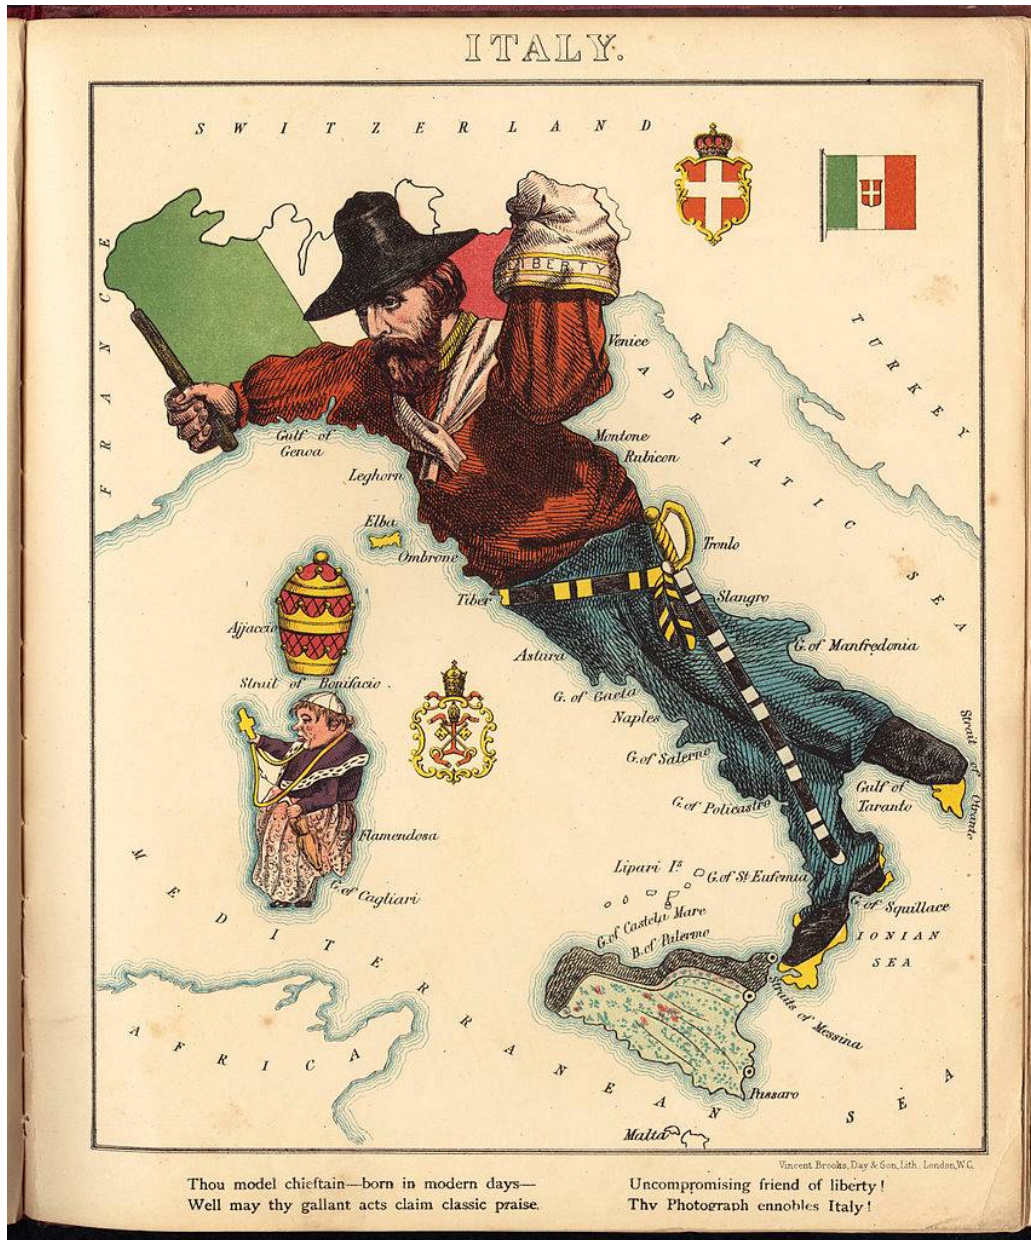 ITALY.
SWITZERLAND
FRANCE
LIBERTY
TURKEY
Venice
ADRIATIC SEA
Gulf of
Genoa
Montone
Rubicon
Leghorn
Elba
Ombrone
Tronto
Tiber
Slangro
Ajjaccio
Astura
G. of Manfredonia
Strait of Bonifacio.
G. of Gaeta
Naples
G. of Salerno
Strait of Otranto
Gulf of
Taranto
G. of Policastro
Flamendosa
Lipari Is
G. of St Eufemia
G. of Cagliari
G. of Squillace
G. of Castela Mare
B. of Palermo
IONIAN
SEA
MEDITERRANEAN SEA
Straits of Messina
AFRICA
Passaro
Malta
Vincent Brooks, Day & Son, Lith. London, W.C.
Thou model chieftain—born in modern days—
Well may thy gallant acts claim classic praise.
Uncompromising friend of liberty!
Thy Photograph ennobles Italy!